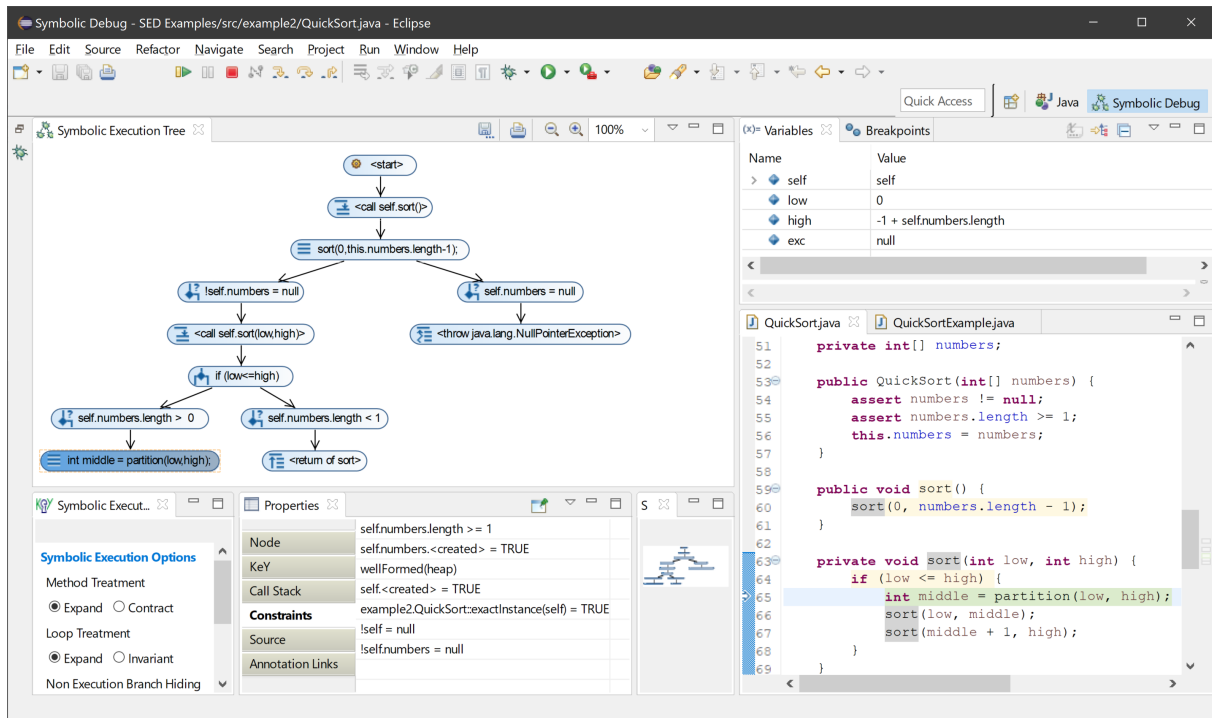 Symbolic Debug - SED Examples/src/example2/QuickSort.java - Eclipse
File Edit Source Refactor Navigate Search Project Run Window Help
Quick Access Java Symbolic Debug
Symbolic Execution Tree 100%
<start>
<call self.sort()>
sort(0,this.numbers.length-1);
!self.numbers = null self.numbers = null
<call self.sort(low,high)> <throw java.lang.NullPointerException>
if (low<=high)
self.numbers.length > 0 self.numbers.length < 1
int middle = partition(low,high); <return of sort>
(x)= Variables Breakpoints
Name Value
self self
low 0
high -1 + self.numbers.length
exc null
QuickSort.java QuickSortExample.java
51 private int[] numbers;
52
53 public QuickSort(int[] numbers) {
54 assert numbers != null;
55 assert numbers.length >= 1;
56 this.numbers = numbers;
57 }
58
59 public void sort() {
60 sort(0, numbers.length - 1);
61 }
62
63 private void sort(int low, int high) {
64 if (low <= high) {
65 int middle = partition(low, high);
66 sort(low, middle);
67 sort(middle + 1, high);
68 }
69 }
KeY Symbolic Execut...
Symbolic Execution Options
Method Treatment
Expand Contract
Loop Treatment
Expand Invariant
Non Execution Branch Hiding
Properties
Node
KeY
Call Stack
Constraints
Source
Annotation Links
self.numbers.length >= 1
self.numbers.<created> = TRUE
wellFormed(heap)
self.<created> = TRUE
example2.QuickSort::exactInstance(self) = TRUE
!self = null
!self.numbers = null
S